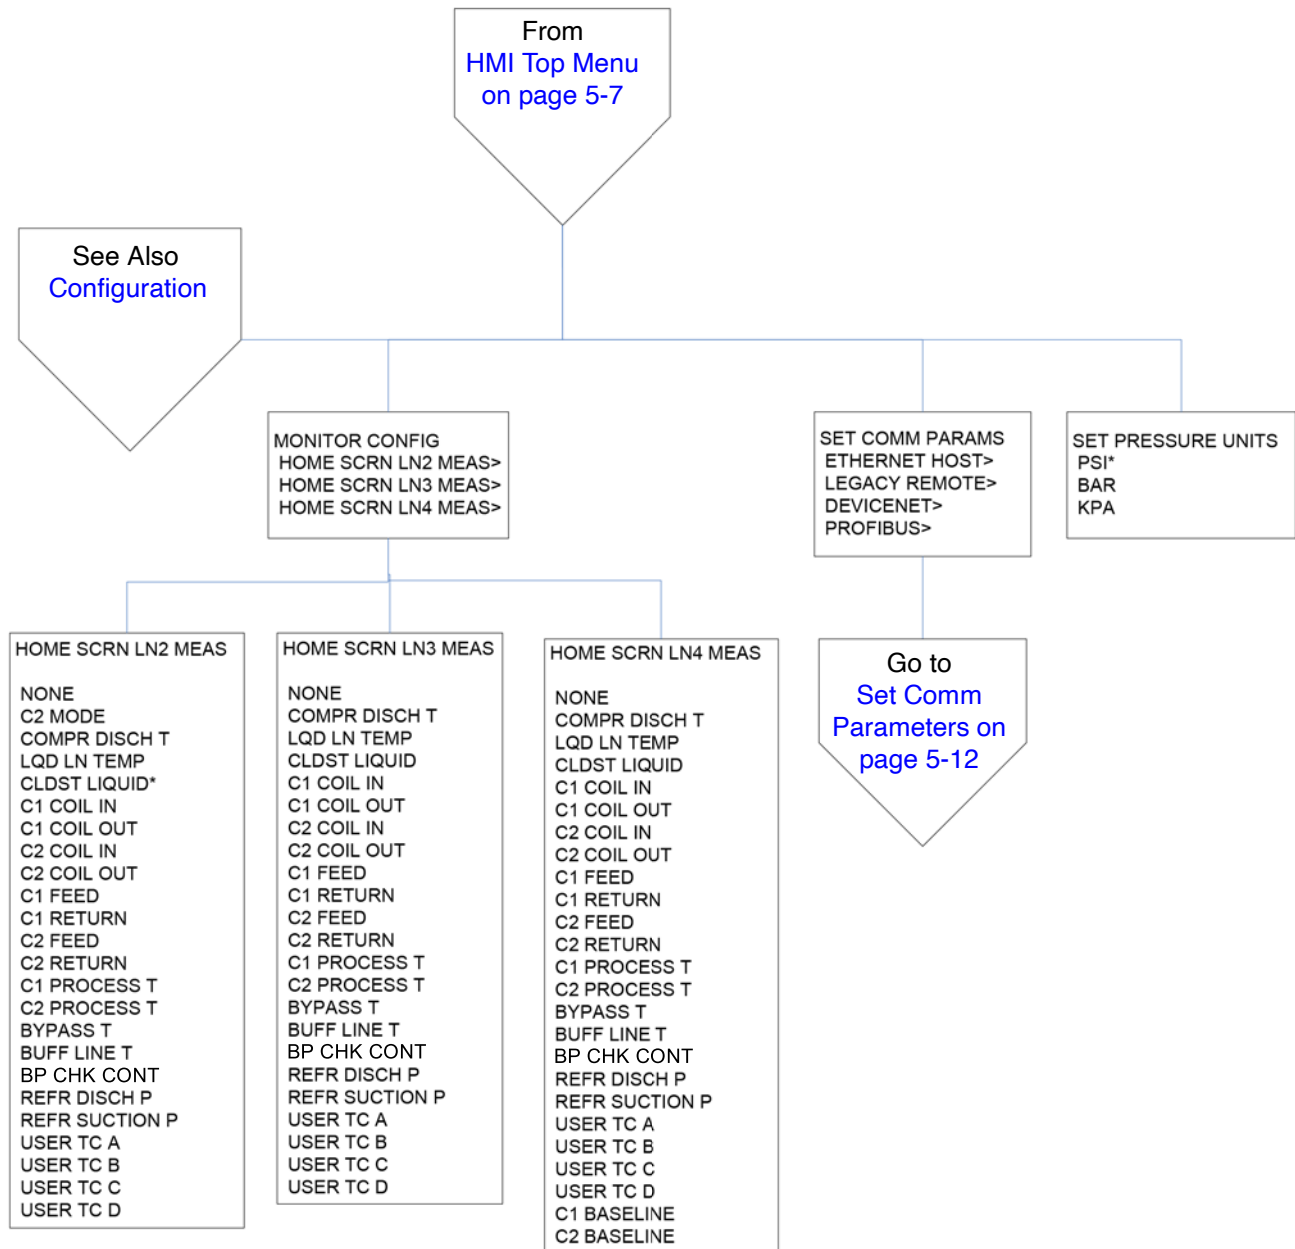 From
HMI Top Menu
on page 5-7
See Also
Configuration
MONITOR CONFIG
HOME SCRN LN2 MEAS>
HOME SCRN LN3 MEAS>
HOME SCRN LN4 MEAS>
SET COMM PARAMS
ETHERNET HOST>
LEGACY REMOTE>
DEVICENET>
PROFIBUS>
SET PRESSURE UNITS
PSI*
BAR
KPA
HOME SCRN LN2 MEAS
NONE
C2 MODE
COMPR DISCH T
LQD LN TEMP
CLDST LIQUID*
C1 COIL IN
C1 COIL OUT
C2 COIL IN
C2 COIL OUT
C1 FEED
C1 RETURN
C2 FEED
C2 RETURN
C1 PROCESS T
C2 PROCESS T
BYPASS T
BUFF LINE T
BP CHK CONT
REFR DISCH P
REFR SUCTION P
USER TC A
USER TC B
USER TC C
USER TC D
HOME SCRN LN3 MEAS
NONE
COMPR DISCH T
LQD LN TEMP
CLDST LIQUID
C1 COIL IN
C1 COIL OUT
C2 COIL IN
C2 COIL OUT
C1 FEED
C1 RETURN
C2 FEED
C2 RETURN
C1 PROCESS T
C2 PROCESS T
BYPASS T
BUFF LINE T
BP CHK CONT
REFR DISCH P
REFR SUCTION P
USER TC A
USER TC B
USER TC C
USER TC D
HOME SCRN LN4 MEAS
NONE
COMPR DISCH T
LQD LN TEMP
CLDST LIQUID
C1 COIL IN
C1 COIL OUT
C2 COIL IN
C2 COIL OUT
C1 FEED
C1 RETURN
C2 FEED
C2 RETURN
C1 PROCESS T
C2 PROCESS T
BYPASS T
BUFF LINE T
BP CHK CONT
REFR DISCH P
REFR SUCTION P
USER TC A
USER TC B
USER TC C
USER TC D
C1 BASELINE
C2 BASELINE
Go to
Set Comm
Parameters on
page 5-12